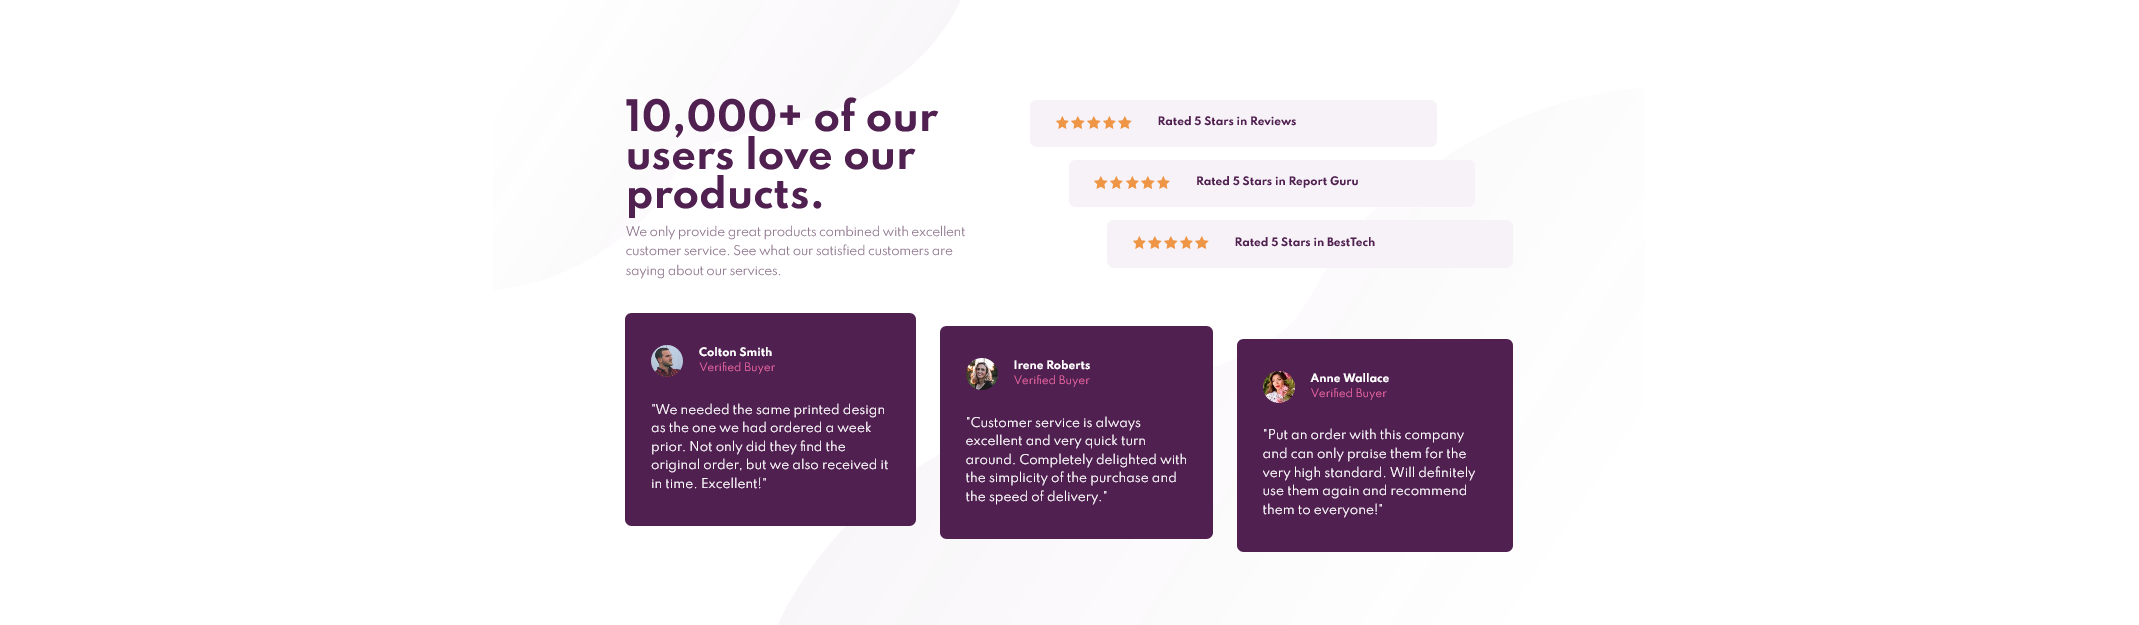 10,000+ of our
users love our
products.
We only provide great products combined with excellent
customer service. See what our satisfied customers are
saying about our services.
Rated 5 Stars in Reviews
Rated 5 Stars in Report Guru
Rated 5 Stars in BestTech
Colton Smith
Verified Buyer
"We needed the same printed design
as the one we had ordered a week
prior. Not only did they find the
original order, but we also received it
in time. Excellent!"
Irene Roberts
Verified Buyer
"Customer service is always
excellent and very quick turn
around. Completely delighted with
the simplicity of the purchase and
the speed of delivery."
Anne Wallace
Verified Buyer
"Put an order with this company
and can only praise them for the
very high standard. Will definitely
use them again and recommend
them to everyone!"